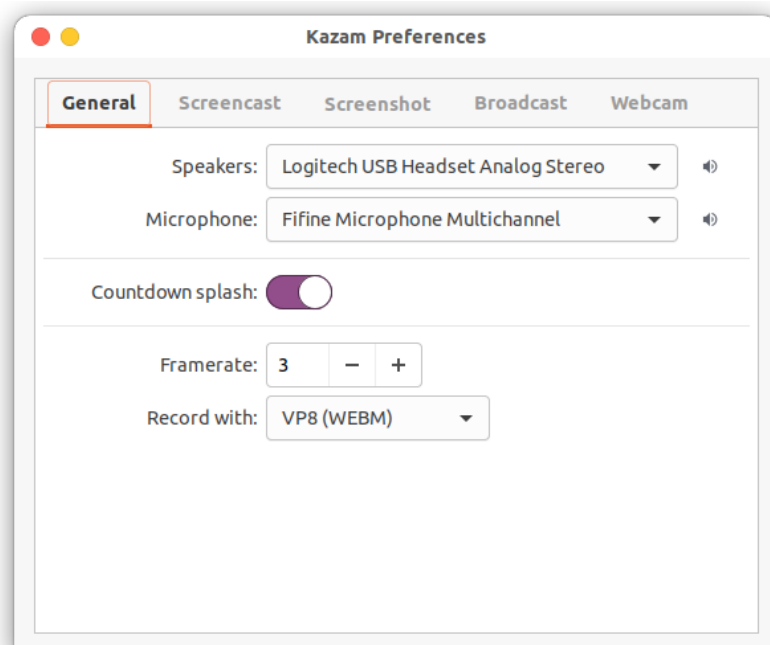 Kazam Preferences
General Screencast Screenshot Broadcast Webcam
Speakers: Logitech USB Headset Analog Stereo
Microphone: Fifine Microphone Multichannel
Countdown splash:
Framerate: 3 − +
Record with: VP8 (WEBM)